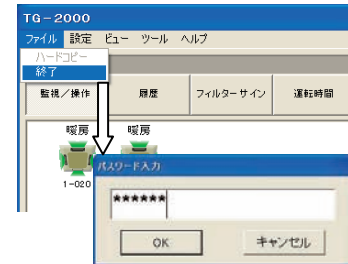 TG-2000
ファイル 設定 ビュー ツール ヘルプ
ハードコピー
終了
監視/操作 履歴 フィルターサイン 運転時間
暖房 暖房
1-020
パスワード入力
******
OK キャンセル